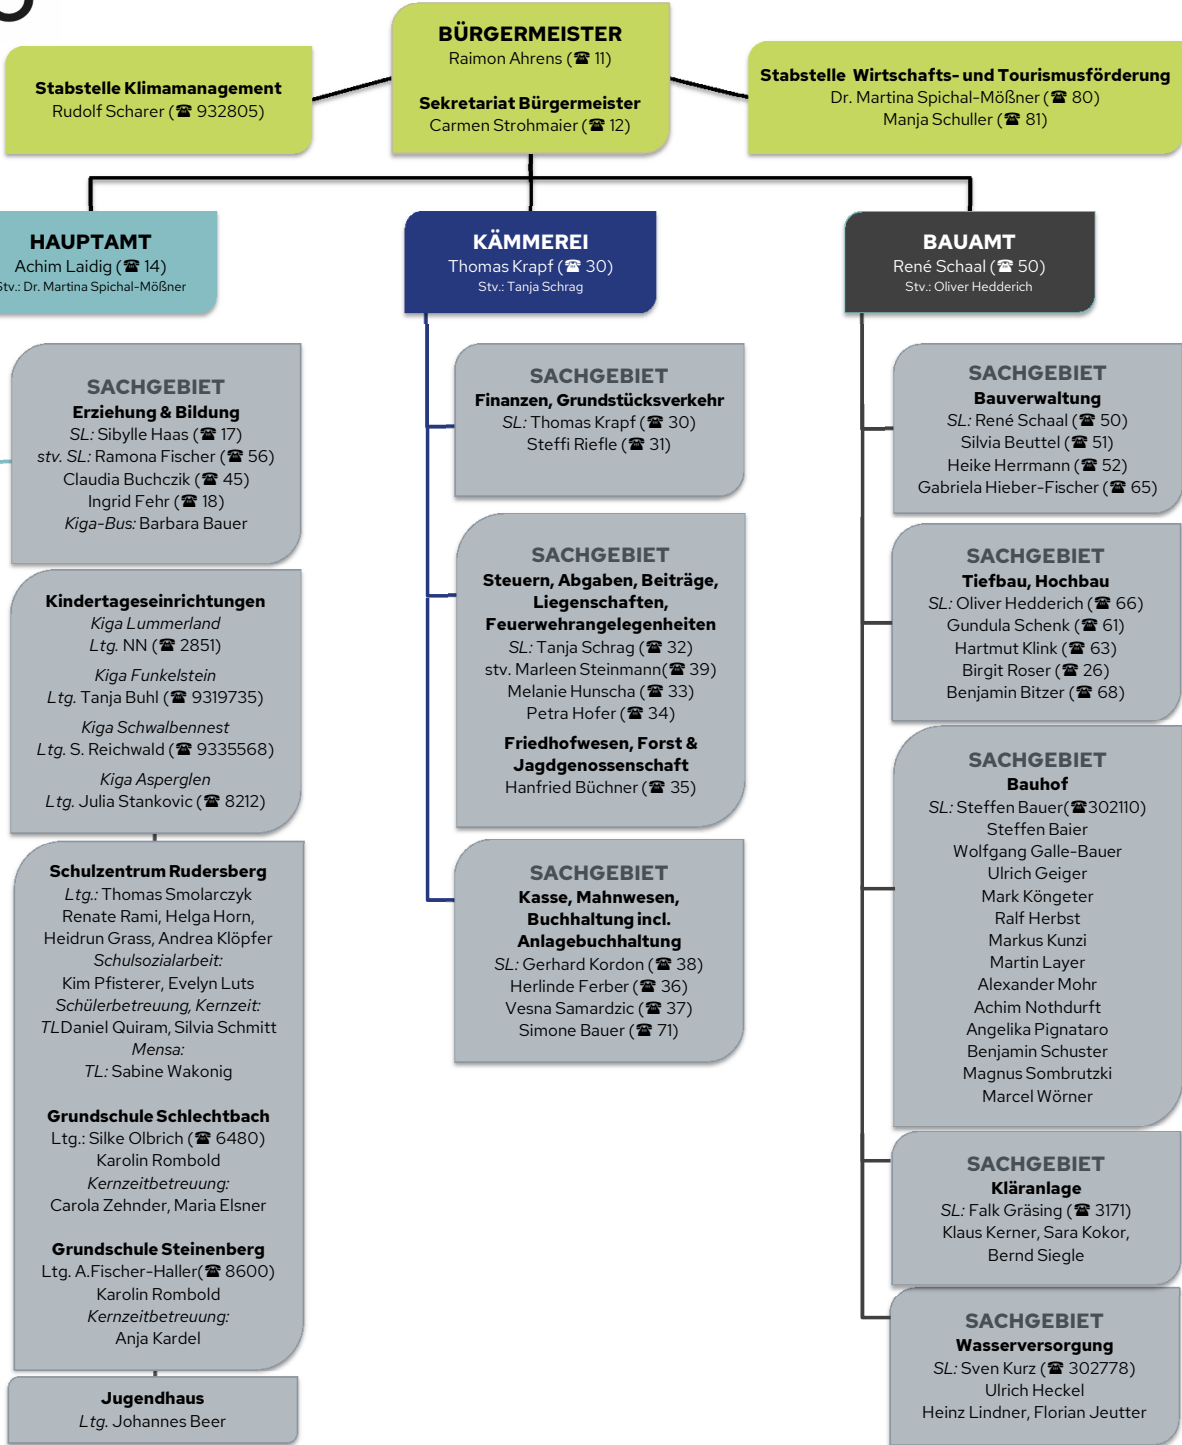 BÜRGERMEISTER
Raimon Ahrens (☎ 11)
Sekretariat Bürgermeister
Carmen Strohmaier (☎ 12)
Stabstelle Klimamanagement
Rudolf Scharer (☎ 932805)
Stabstelle Wirtschafts- und Tourismusförderung
Dr. Martina Spichal-Mößner (☎ 80)
Manja Schuller (☎ 81)
HAUPTAMT
Achim Laidig (☎ 14)
Stv.: Dr. Martina Spichal-Mößner
SACHGEBIET
Erziehung & Bildung
SL: Sibylle Haas (☎ 17)
stv. SL: Ramona Fischer (☎ 56)
Claudia Buchczik (☎ 45)
Ingrid Fehr (☎ 18)
Kiga-Bus: Barbara Bauer
Kindertageseinrichtungen
Kiga Lummerland
Ltg. NN (☎ 2851)
Kiga Funkelstein
Ltg. Tanja Buhl (☎ 9319735)
Kiga Schwalbennest
Ltg. S. Reichwald (☎ 9335568)
Kiga Asperglen
Ltg. Julia Stankovic (☎ 8212)
Schulzentrum Rudersberg
Ltg.: Thomas Smolarczyk
Renate Rami, Helga Horn,
Heidrun Grass, Andrea Klöpfer
Schulsozialarbeit:
Kim Pfisterer, Evelyn Luts
Schülerbetreuung, Kernzeit:
TLDaniel Quiram, Silvia Schmitt
Mensa:
TL: Sabine Wakonig
Grundschule Schlechtbach
Ltg.: Silke Olbrich (☎ 6480)
Karolin Rombold
Kernzeitbetreuung:
Carola Zehnder, Maria Elsner
Grundschule Steinenberg
Ltg. A.Fischer-Haller(☎ 8600)
Karolin Rombold
Kernzeitbetreuung:
Anja Kardel
Jugendhaus
Ltg. Johannes Beer
KÄMMEREI
Thomas Krapf (☎ 30)
Stv.: Tanja Schrag
SACHGEBIET
Finanzen, Grundstücksverkehr
SL: Thomas Krapf (☎ 30)
Steffi Riefle (☎ 31)
SACHGEBIET
Steuern, Abgaben, Beiträge,
Liegenschaften,
Feuerwehrangelegenheiten
SL: Tanja Schrag (☎ 32)
stv. Marleen Steinmann(☎ 39)
Melanie Hunscha (☎ 33)
Petra Hofer (☎ 34)
Friedhofwesen, Forst &
Jagdgenossenschaft
Hanfried Büchner (☎ 35)
SACHGEBIET
Kasse, Mahnwesen,
Buchhaltung incl.
Anlagebuchhaltung
SL: Gerhard Kordon (☎ 38)
Herlinde Ferber (☎ 36)
Vesna Samardzic (☎ 37)
Simone Bauer (☎ 71)
BAUAMT
René Schaal (☎ 50)
Stv.: Oliver Hedderich
SACHGEBIET
Bauverwaltung
SL: René Schaal (☎ 50)
Silvia Beuttel (☎ 51)
Heike Herrmann (☎ 52)
Gabriela Hieber-Fischer (☎ 65)
SACHGEBIET
Tiefbau, Hochbau
SL: Oliver Hedderich (☎ 66)
Gundula Schenk (☎ 61)
Hartmut Klink (☎ 63)
Birgit Roser (☎ 26)
Benjamin Bitzer (☎ 68)
SACHGEBIET
Bauhof
SL: Steffen Bauer(☎302110)
Steffen Baier
Wolfgang Galle-Bauer
Ulrich Geiger
Mark Köngeter
Ralf Herbst
Markus Kunzi
Martin Layer
Alexander Mohr
Achim Nothdurft
Angelika Pignataro
Benjamin Schuster
Magnus Sombrutzki
Marcel Wörner
SACHGEBIET
Kläranlage
SL: Falk Gräsing (☎ 3171)
Klaus Kerner, Sara Kokor,
Bernd Siegle
SACHGEBIET
Wasserversorgung
SL: Sven Kurz (☎ 302778)
Ulrich Heckel
Heinz Lindner, Florian Jeutter